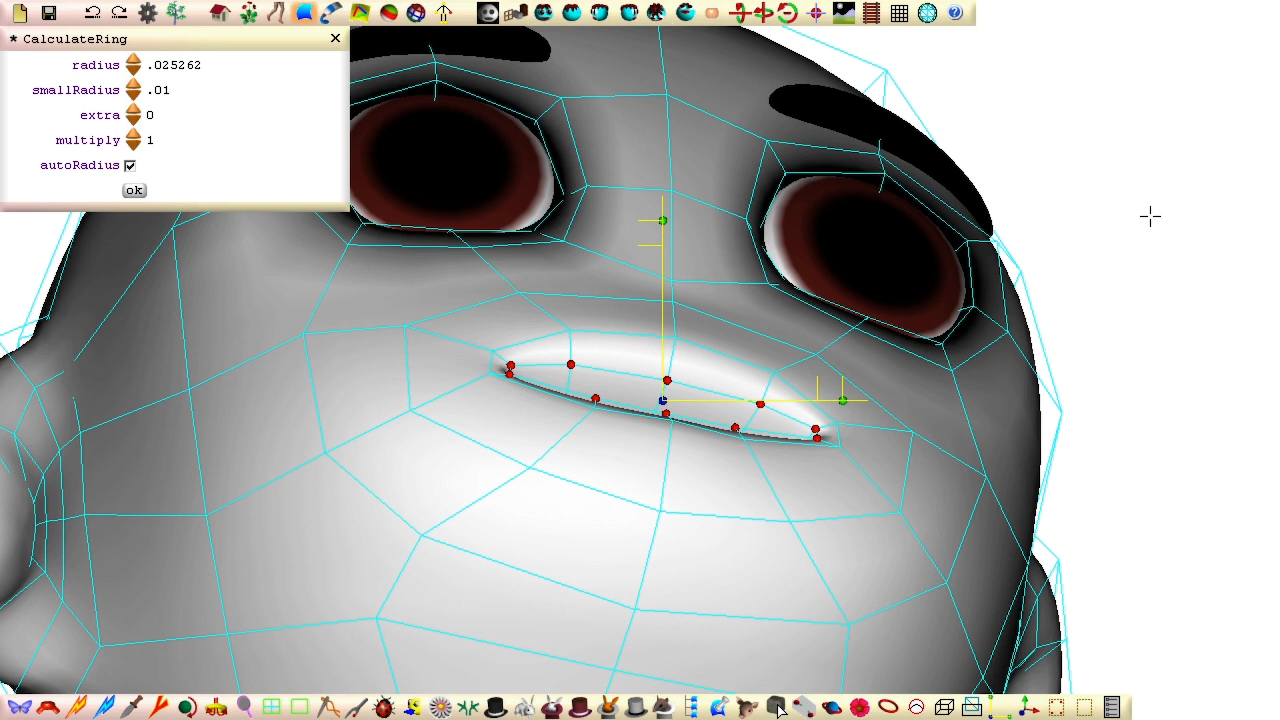 * CalculateRing
radius .025262
smallRadius .01
extra 0
multiply 1
autoRadius
ok